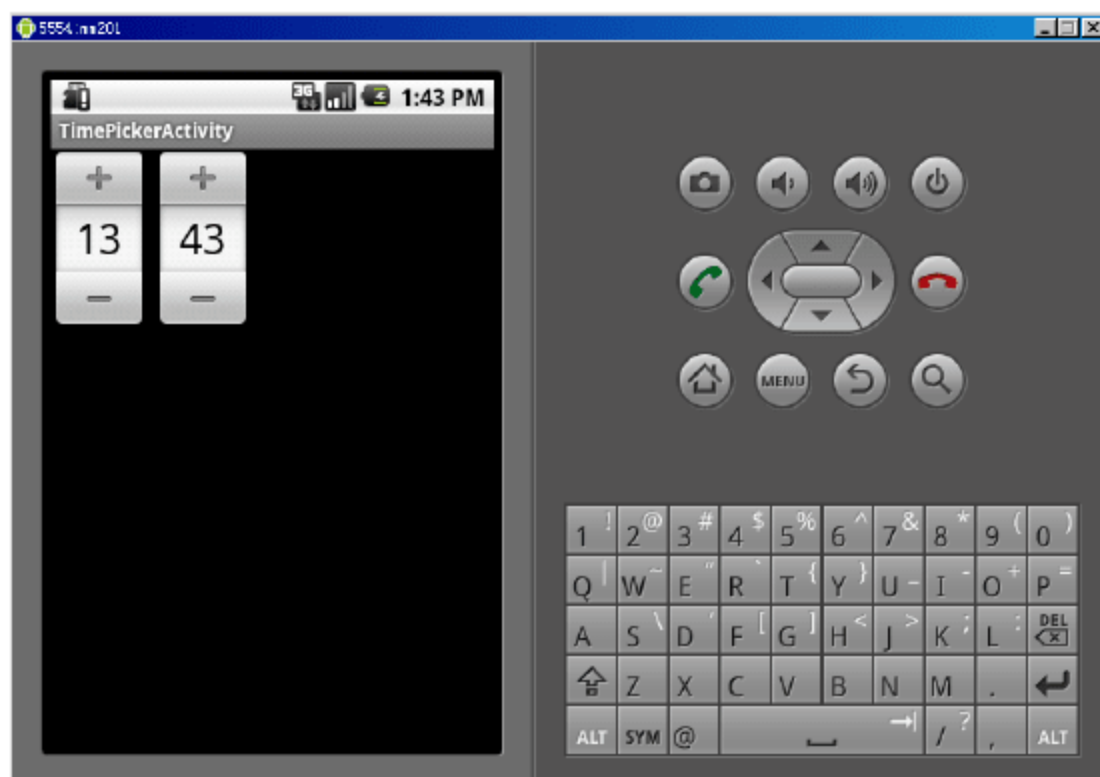 5554:nm201
3G 1:43 PM
TimePickerActivity
+ +
13 43
- -
MENU
1 ! 2 @ 3 # 4 $ 5 % 6 ^ 7 & 8 * 9 ( 0 )
Q | W ~ E " R ` T { Y } U _ I - O + P =
A S \ D ' F [ G ] H < J > K ; L : DEL
Z X C V B N M .
ALT SYM @ / ? , ALT